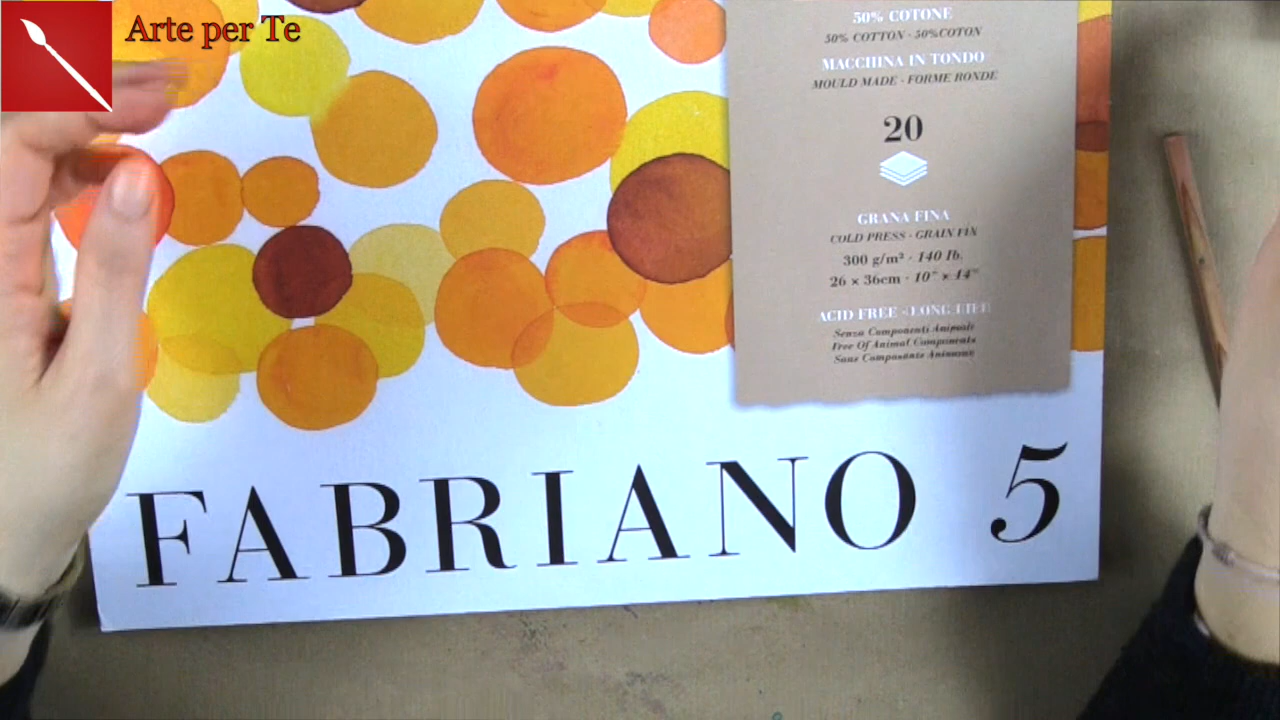 Arte per Te
50% COTONE
50% COTTON - 50%COTON
MACCHINA IN TONDO
MOULD MADE - FORME RONDE
20
GRANA FINA
COLD PRESS - GRAIN FIN
300 g/m² · 140 lb.
26 × 36cm · 10" × 14"
ACID FREE - LONG LIFE
Senza Componenti Animali
Free Of Animal Components
Sans Composants Animaux
FABRIANO 5